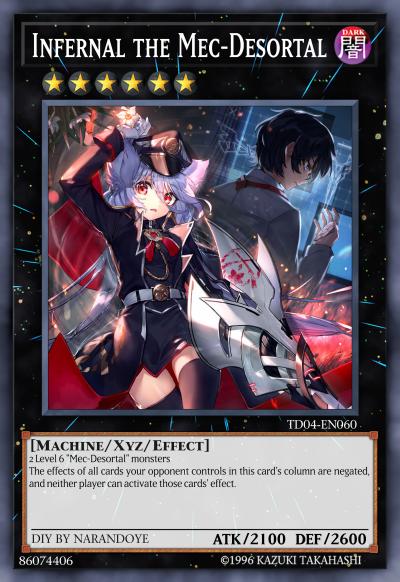 INFERNAL THE MEC-DESORTAL
DARK
闇
TD04-EN060
[MACHINE/XYZ/EFFECT]
2 Level 6 "Mec-Desortal" monsters
The effects of all cards your opponent controls in this card's column are negated,
and neither player can activate those cards' effect.
DIY BY NARANDOYE
ATK/2100 DEF/2600
86074406
©1996 KAZUKI TAKAHASHI